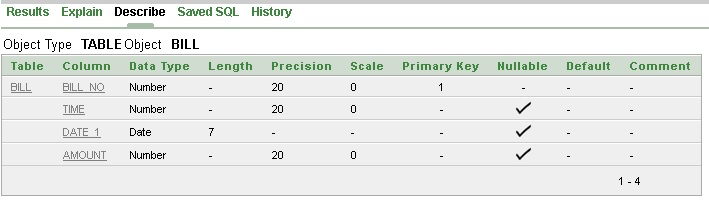 Results Explain Describe Saved SQL History
Object Type TABLE Object BILL
Table Column Data Type Length Precision Scale Primary Key Nullable Default Comment
BILL BILL_NO Number - 20 0 1 - - -
TIME Number - 20 0 - ✓ - -
DATE_1 Date 7 - - - ✓ - -
AMOUNT Number - 20 0 - ✓ - -
1 - 4